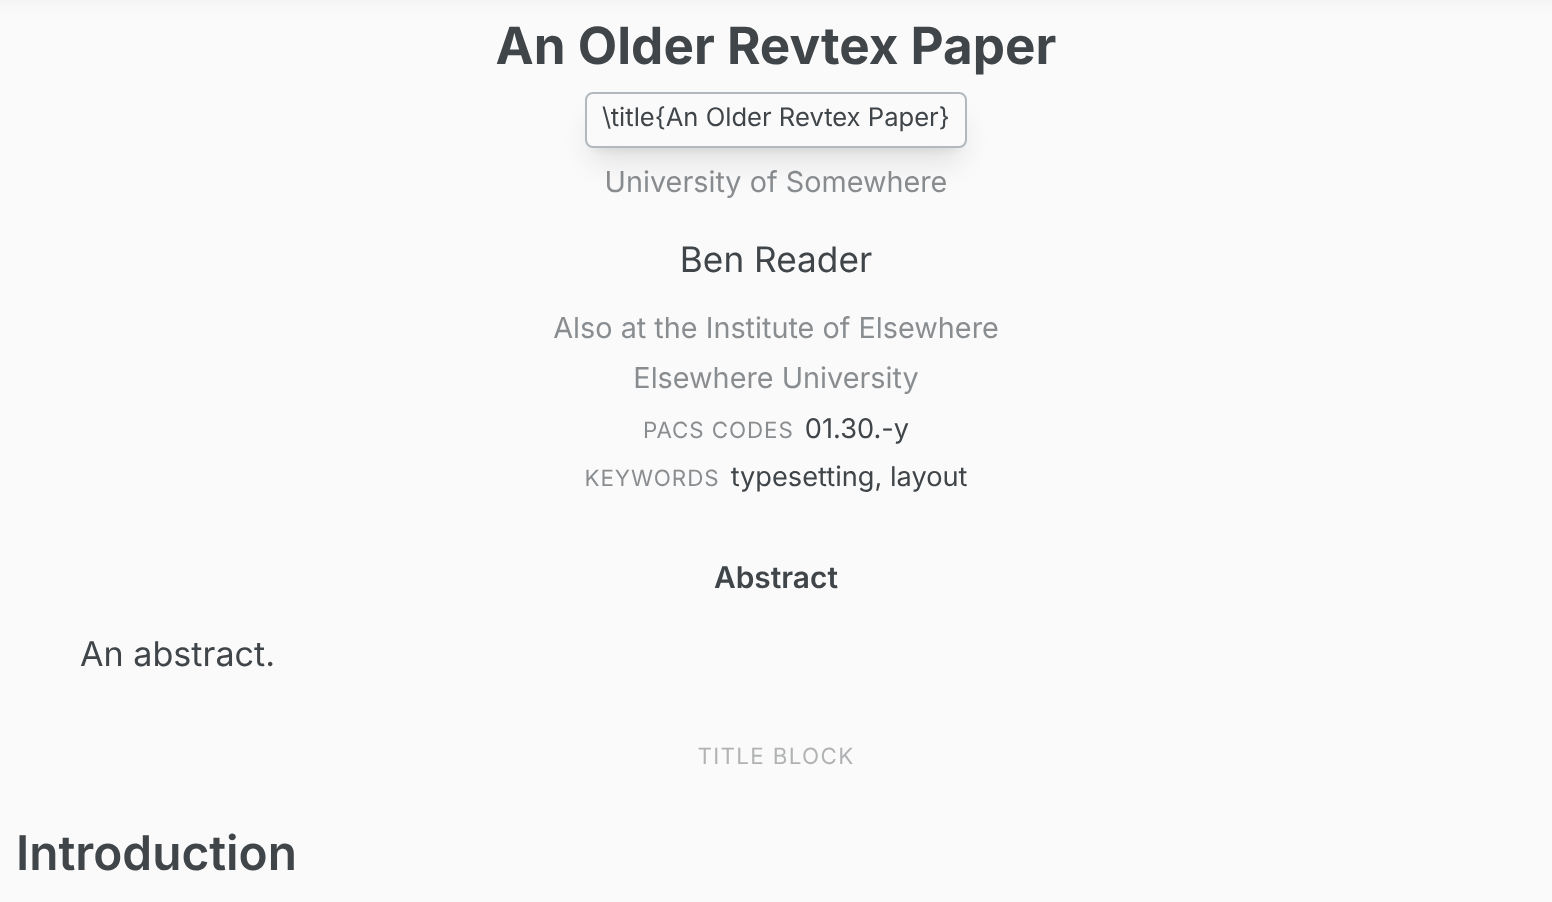 An Older Revtex Paper
\title{An Older Revtex Paper}
University of Somewhere
Ben Reader
Also at the Institute of Elsewhere
Elsewhere University
PACS CODES 01.30.-y
KEYWORDS typesetting, layout
Abstract
An abstract.
TITLE BLOCK
Introduction